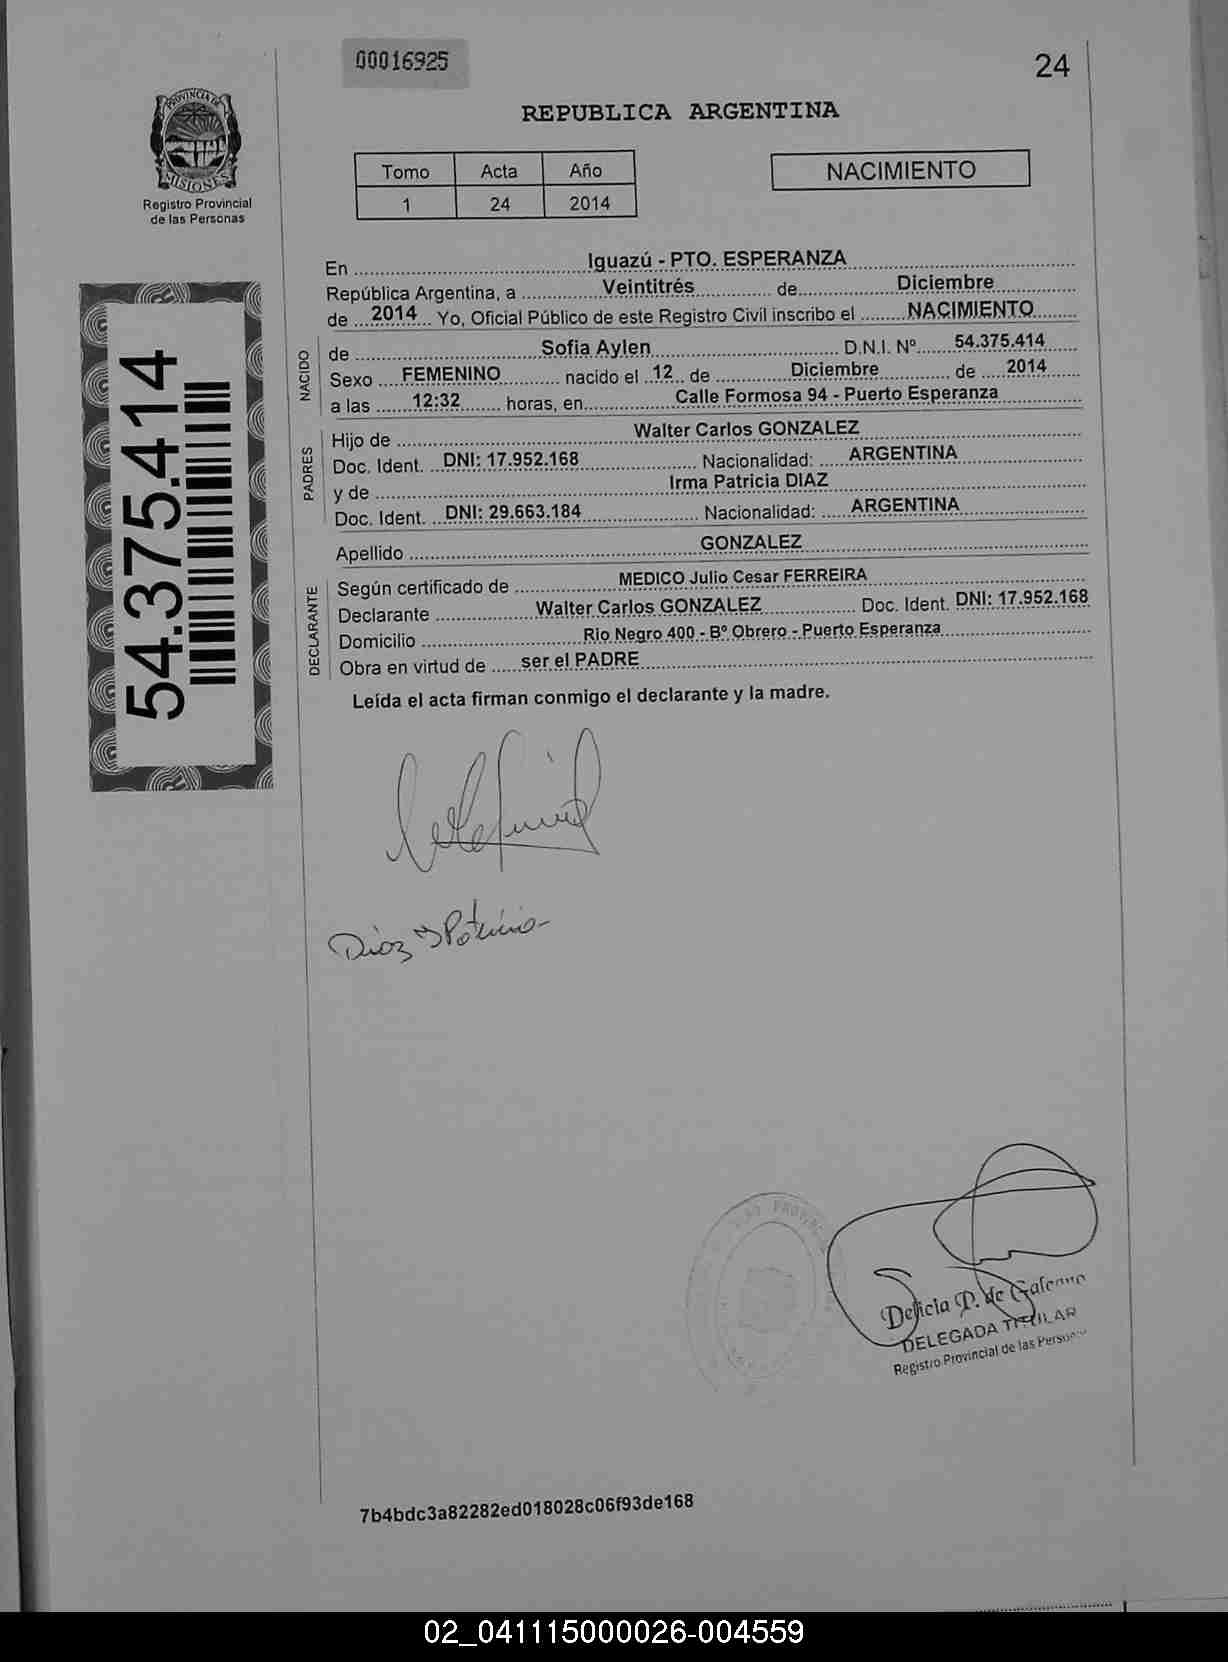 00016925
24
PROVINCIA DE
MISIONES
Registro Provincial
de las Personas
REPUBLICA ARGENTINA
Tomo Acta Año
1 24 2014
NACIMIENTO
54.375.414
En Iguazú - PTO. ESPERANZA
República Argentina, a Veintitrés de Diciembre
de 2014 Yo, Oficial Público de este Registro Civil inscribo el NACIMIENTO
NACIDO
de Sofia Aylen D.N.I. Nº 54.375.414
Sexo FEMENINO nacido el 12 de Diciembre de 2014
a las 12:32 horas, en Calle Formosa 94 - Puerto Esperanza
PADRES
Hijo de Walter Carlos GONZALEZ
Doc. Ident. DNI: 17.952.168 Nacionalidad: ARGENTINA
y de Irma Patricia DIAZ
Doc. Ident. DNI: 29.663.184 Nacionalidad: ARGENTINA
Apellido GONZALEZ
DECLARANTE
Según certificado de MEDICO Julio Cesar FERREIRA
Declarante Walter Carlos GONZALEZ Doc. Ident. DNI: 17.952.168
Domicilio Rio Negro 400 - Bº Obrero - Puerto Esperanza
Obra en virtud de ser el PADRE
Leída el acta firman conmigo el declarante y la madre.
Diaz I Patricia
Delicia P. de Galeano
DELEGADA TITULAR
Registro Provincial de las Personas
7b4bdc3a82282ed018028c06f93de168
02_041115000026-004559